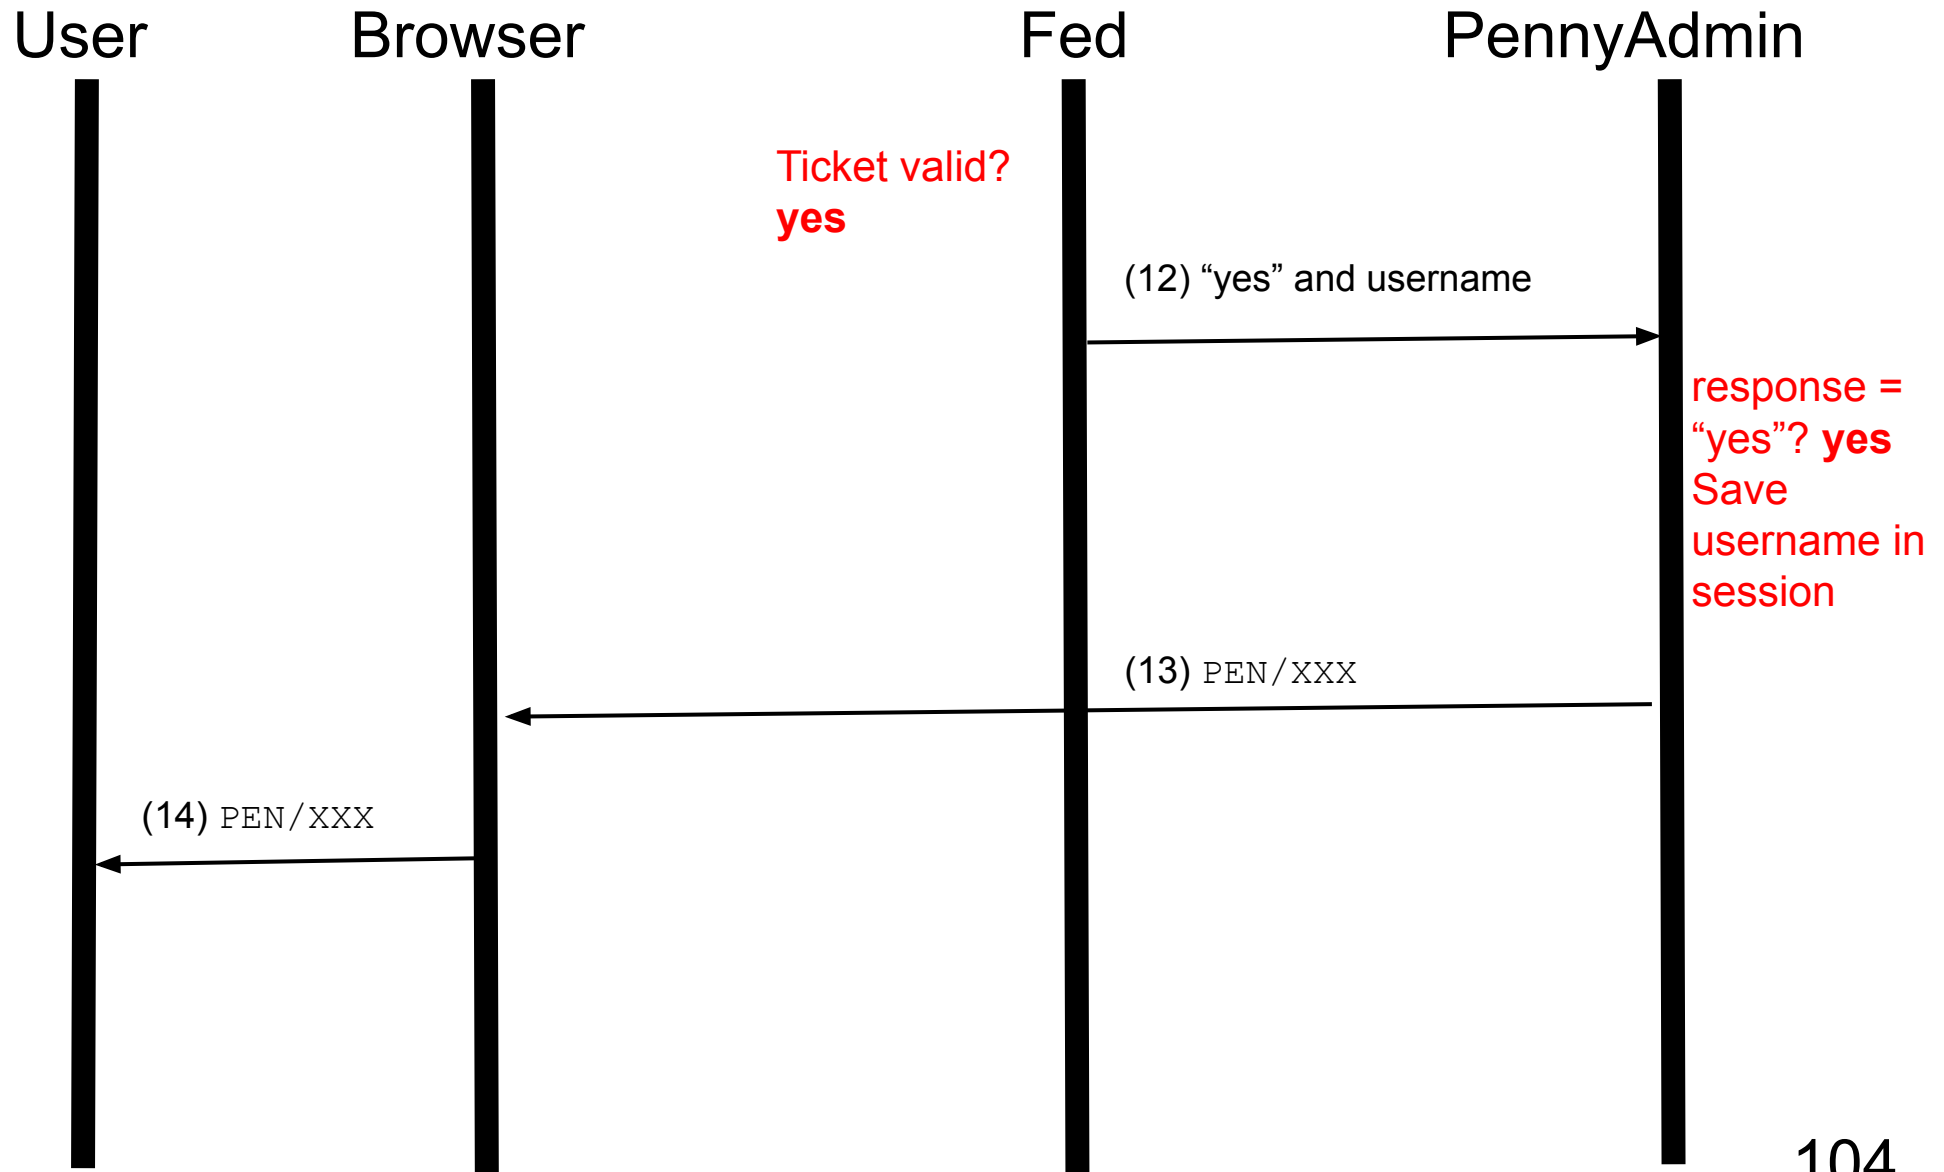 User Browser Fed PennyAdmin
Ticket valid?
yes
(12) “yes” and username
response =
“yes”? yes
Save
username in
session
(13) PEN/XXX
(14) PEN/XXX
104